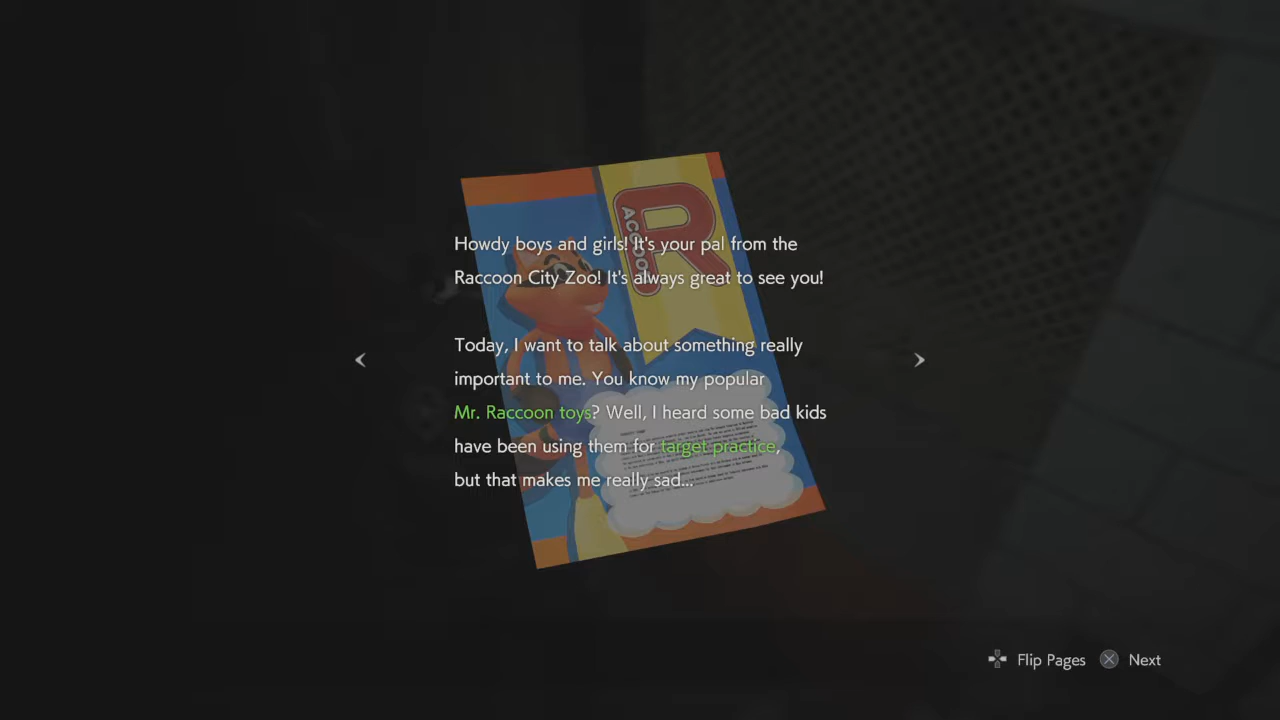 RACCOON
Howdy boys and girls! It's your pal from the
Raccoon City Zoo! It's always great to see you!
Today, I want to talk about something really
important to me. You know my popular
Mr. Raccoon toys? Well, I heard some bad kids
have been using them for target practice,
but that makes me really sad...
Flip Pages
Next